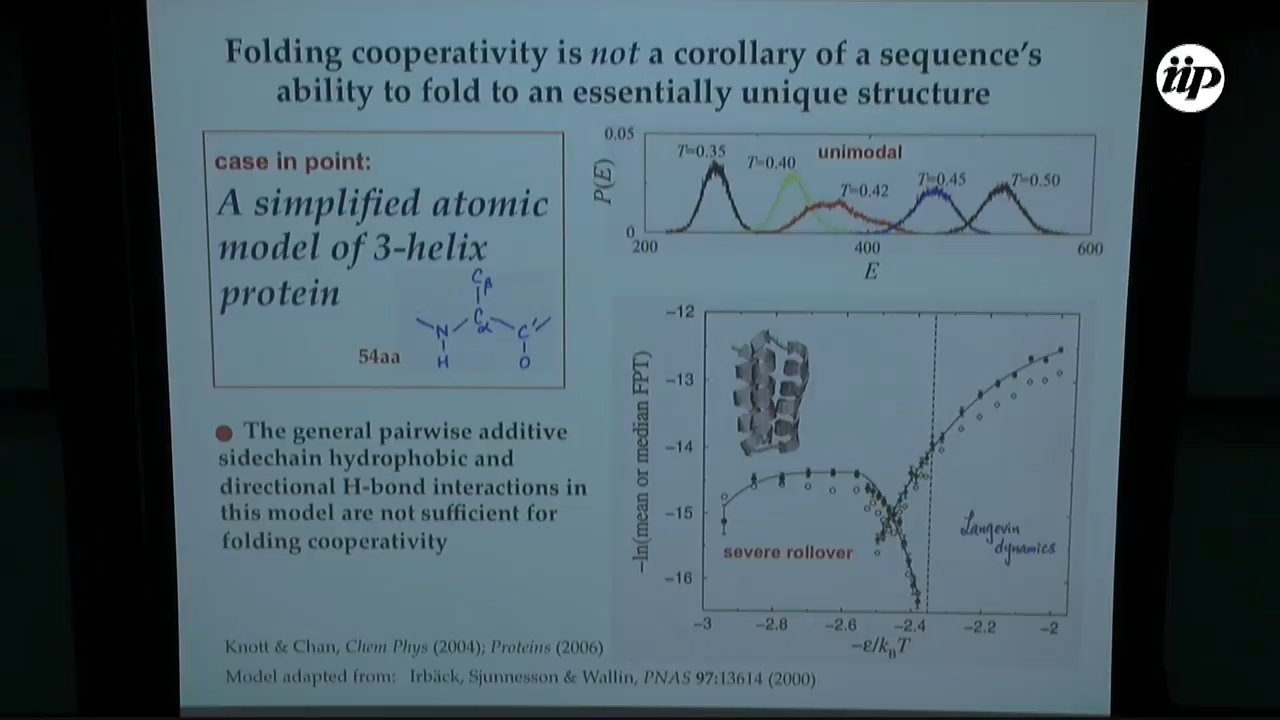 Folding cooperativity is not a corollary of a sequence's
ability to fold to an essentially unique structure
iip
case in point:
A simplified atomic
model of 3-helix
protein
Cβ
N
Cα
C'
H
O
54aa
The general pairwise additive
sidechain hydrophobic and
directional H-bond interactions in
this model are not sufficient for
folding cooperativity
0.05
P(E)
0
T=0.35
T=0.40
unimodal
T=0.42
T=0.45
T=0.50
200
400
600
E
−ln(mean or median FPT)
−12
−13
−14
−15
−16
severe rollover
Langevin
dynamics
−3
−2.8
−2.6
−2.4
−2.2
−2
−ε/kBT
Knott & Chan, Chem Phys (2004); Proteins (2006)
Model adapted from: Irbäck, Sjunnesson & Wallin, PNAS 97:13614 (2000)